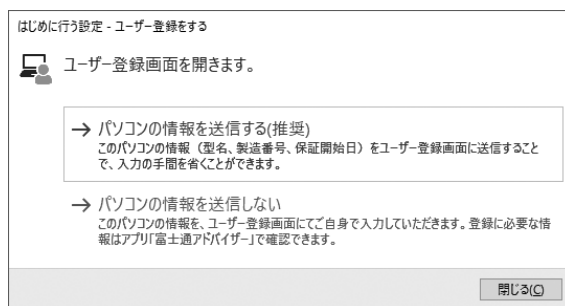 はじめに行う設定 - ユーザー登録をする
ユーザー登録画面を開きます。
→ パソコンの情報を送信する(推奨)
このパソコンの情報（型名、製造番号、保証開始日）をユーザー登録画面に送信すること
で、入力の手間を省くことができます。
→ パソコンの情報を送信しない
このパソコンの情報を、ユーザー登録画面にてご自身で入力していただきます。登録に必要な情
報はアプリ「富士通アドバイザー」で確認できます。
閉じる(C)